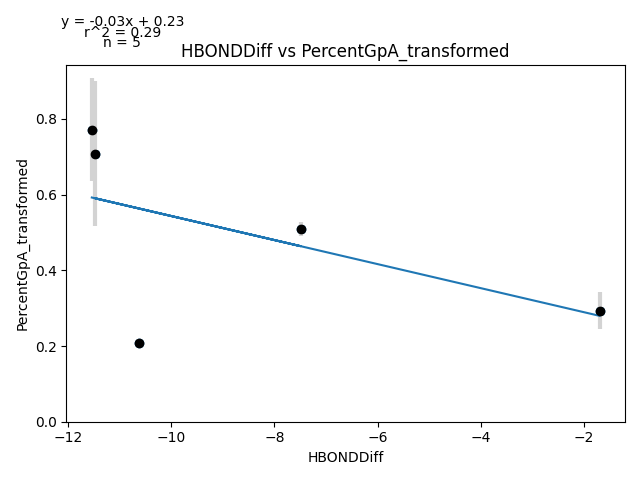 y = -0.03x + 0.23
r^2 = 0.29
n = 5
HBONDDiff vs PercentGpA_transformed
PercentGpA_transformed
0.8
0.6
0.4
0.2
0.0
−12
−10
−8
−6
−4
−2
HBONDDiff